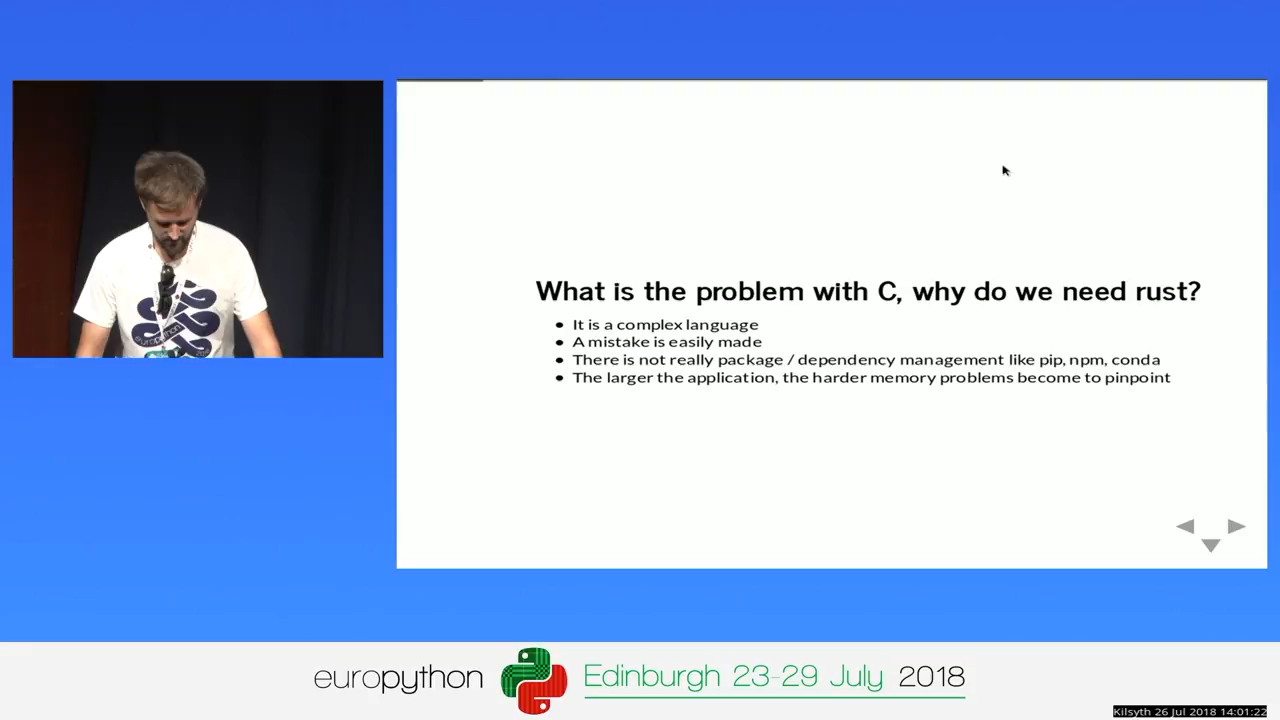 What is the problem with C, why do we need rust?
• It is a complex language
• A mistake is easily made
• There is not really package / dependency management like pip, npm, conda
• The larger the application, the harder memory problems become to pinpoint
europython
europython Edinburgh 23-29 July 2018
Kilsyth 26 Jul 2018 14:01:22